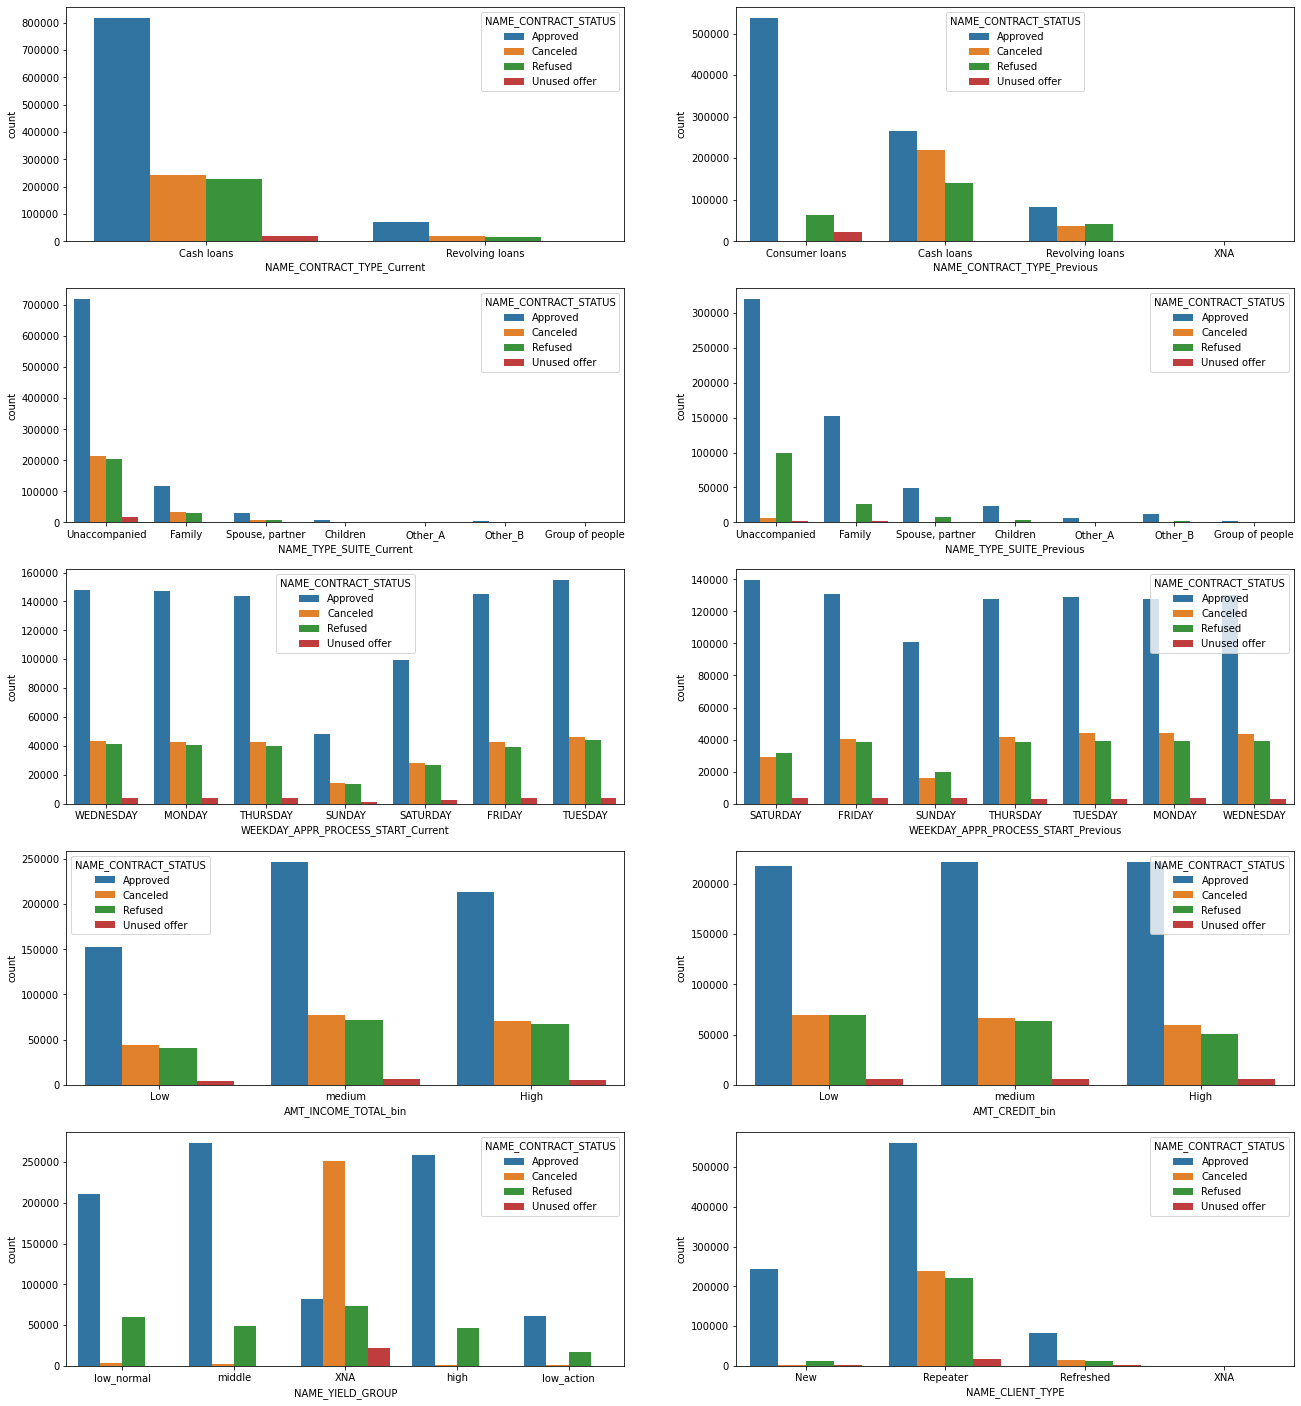 800000
700000
600000
500000
400000
300000
200000
100000
0
count
NAME_CONTRACT_STATUS
Approved
Canceled
Refused
Unused offer
Cash loans Revolving loans
NAME_CONTRACT_TYPE_Current
500000
400000
300000
200000
100000
0
count
NAME_CONTRACT_STATUS
Approved
Canceled
Refused
Unused offer
Consumer loans Cash loans Revolving loans XNA
NAME_CONTRACT_TYPE_Previous
700000
600000
500000
400000
300000
200000
100000
0
count
NAME_CONTRACT_STATUS
Approved
Canceled
Refused
Unused offer
Unaccompanied Family Spouse, partner Children Other_A Other_B Group of people
NAME_TYPE_SUITE_Current
300000
250000
200000
150000
100000
50000
0
count
NAME_CONTRACT_STATUS
Approved
Canceled
Refused
Unused offer
Unaccompanied Family Spouse, partner Children Other_A Other_B Group of people
NAME_TYPE_SUITE_Previous
160000
140000
120000
100000
80000
60000
40000
20000
0
count
NAME_CONTRACT_STATUS
Approved
Canceled
Refused
Unused offer
WEDNESDAY MONDAY THURSDAY SUNDAY SATURDAY FRIDAY TUESDAY
WEEKDAY_APPR_PROCESS_START_Current
140000
120000
100000
80000
60000
40000
20000
0
count
NAME_CONTRACT_STATUS
Approved
Canceled
Refused
Unused offer
SATURDAY FRIDAY SUNDAY THURSDAY TUESDAY MONDAY WEDNESDAY
WEEKDAY_APPR_PROCESS_START_Previous
250000
200000
150000
100000
50000
0
count
NAME_CONTRACT_STATUS
Approved
Canceled
Refused
Unused offer
Low medium High
AMT_INCOME_TOTAL_bin
200000
150000
100000
50000
0
count
NAME_CONTRACT_STATUS
Approved
Canceled
Refused
Unused offer
Low medium High
AMT_CREDIT_bin
250000
200000
150000
100000
50000
0
count
NAME_CONTRACT_STATUS
Approved
Canceled
Refused
Unused offer
low_normal middle XNA high low_action
NAME_YIELD_GROUP
500000
400000
300000
200000
100000
0
count
NAME_CONTRACT_STATUS
Approved
Canceled
Refused
Unused offer
New Repeater Refreshed XNA
NAME_CLIENT_TYPE